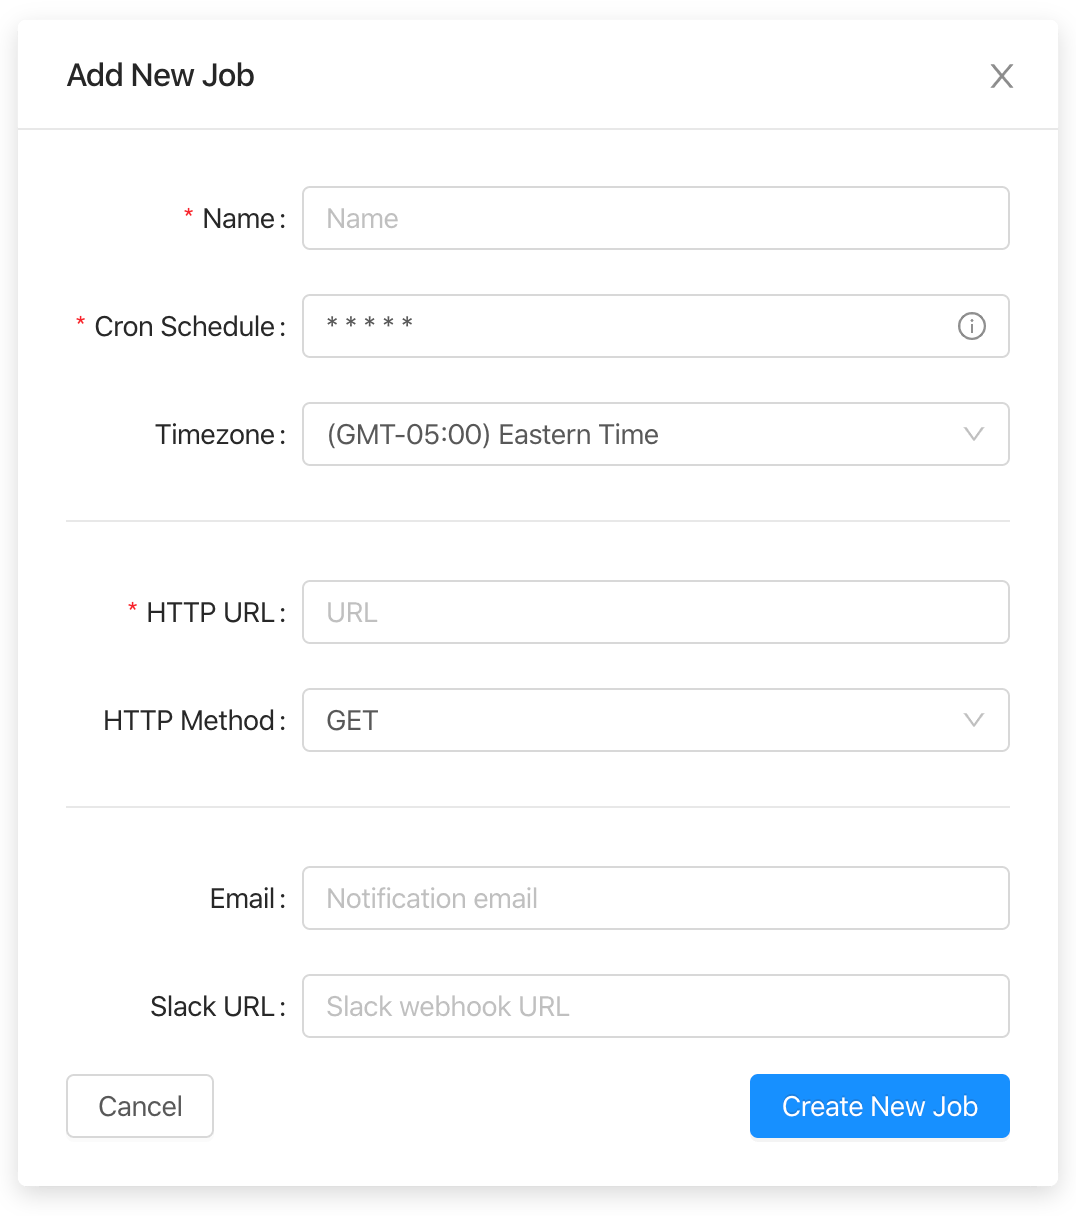 Add New Job
* Name: Name
* Cron Schedule: * * * * *
Timezone: (GMT-05:00) Eastern Time
* HTTP URL: URL
HTTP Method: GET
Email: Notification email
Slack URL: Slack webhook URL
Cancel Create New Job